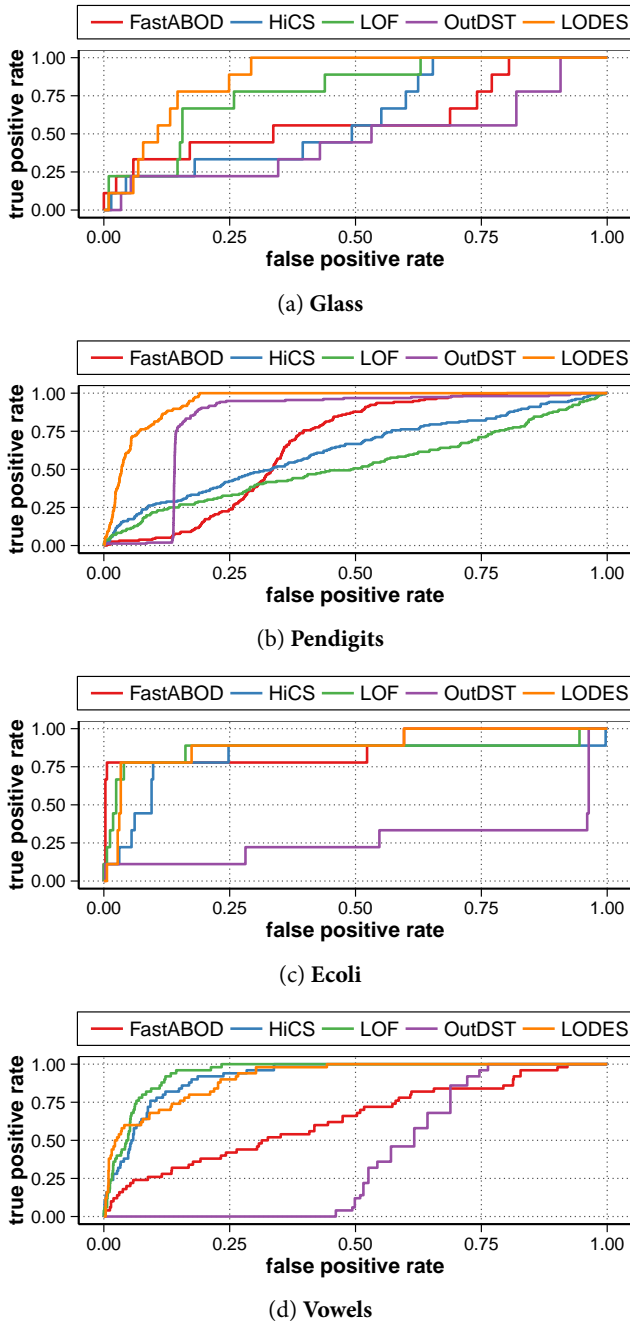 FastABOD HiCS LOF OutDST LODES
1.00
0.75
0.50
0.25
0.00
true positive rate
0.00 0.25 0.50 0.75 1.00
false positive rate
(a) Glass
FastABOD HiCS LOF OutDST LODES
1.00
0.75
0.50
0.25
0.00
true positive rate
0.00 0.25 0.50 0.75 1.00
false positive rate
(b) Pendigits
FastABOD HiCS LOF OutDST LODES
1.00
0.75
0.50
0.25
0.00
true positive rate
0.00 0.25 0.50 0.75 1.00
false positive rate
(c) Ecoli
FastABOD HiCS LOF OutDST LODES
1.00
0.75
0.50
0.25
0.00
true positive rate
0.00 0.25 0.50 0.75 1.00
false positive rate
(d) Vowels